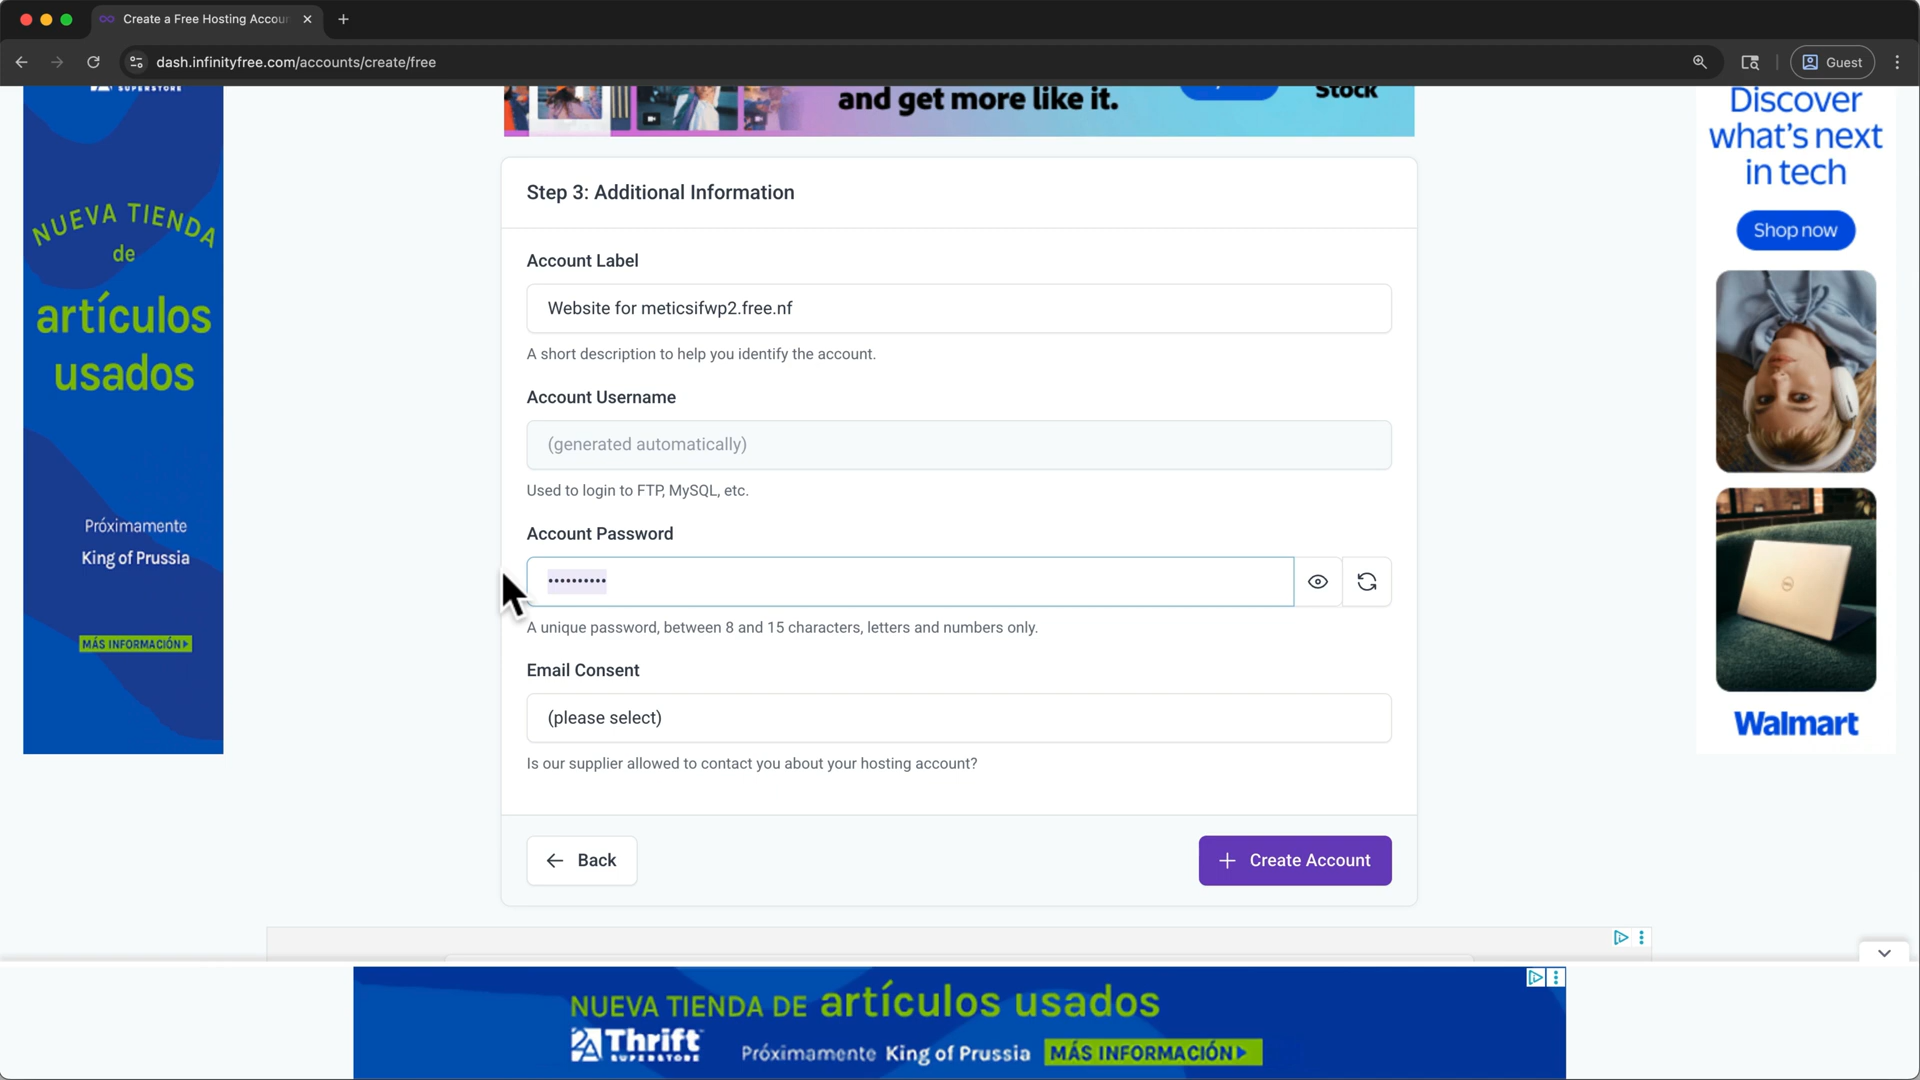 Create a Free Hosting Accoun
dash.infinityfree.com/accounts/create/free
Guest
SUPERSTORE
NUEVA TIENDA
de
artículos
usados
Próximamente
King of Prussia
MÁS INFORMACIÓN
and get more like it.
Stock
Step 3: Additional Information
Account Label
Website for meticsifwp2.free.nf
A short description to help you identify the account.
Account Username
(generated automatically)
Used to login to FTP, MySQL, etc.
Account Password
••••••••••
A unique password, between 8 and 15 characters, letters and numbers only.
Email Consent
(please select)
Is our supplier allowed to contact you about your hosting account?
Back
Create Account
Discover
what's next
in tech
Shop now
DELL
Walmart
NUEVA TIENDA DE artículos usados
2A Thrift
SUPERSTORE
Próximamente King of Prussia
MÁS INFORMACIÓN